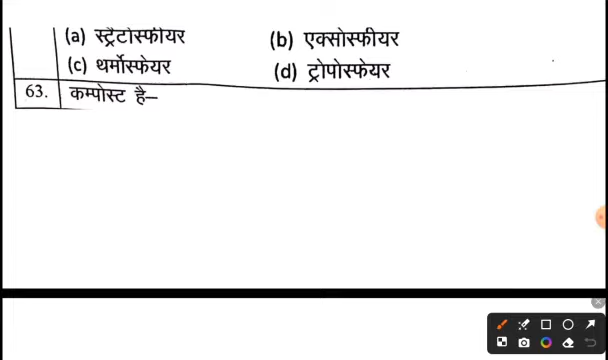 (a) स्ट्रैटोस्फीयर (b) एक्सोस्फीयर
(c) थर्मोस्फेयर (d) ट्रोपोस्फेयर
63. कम्पोस्ट है–